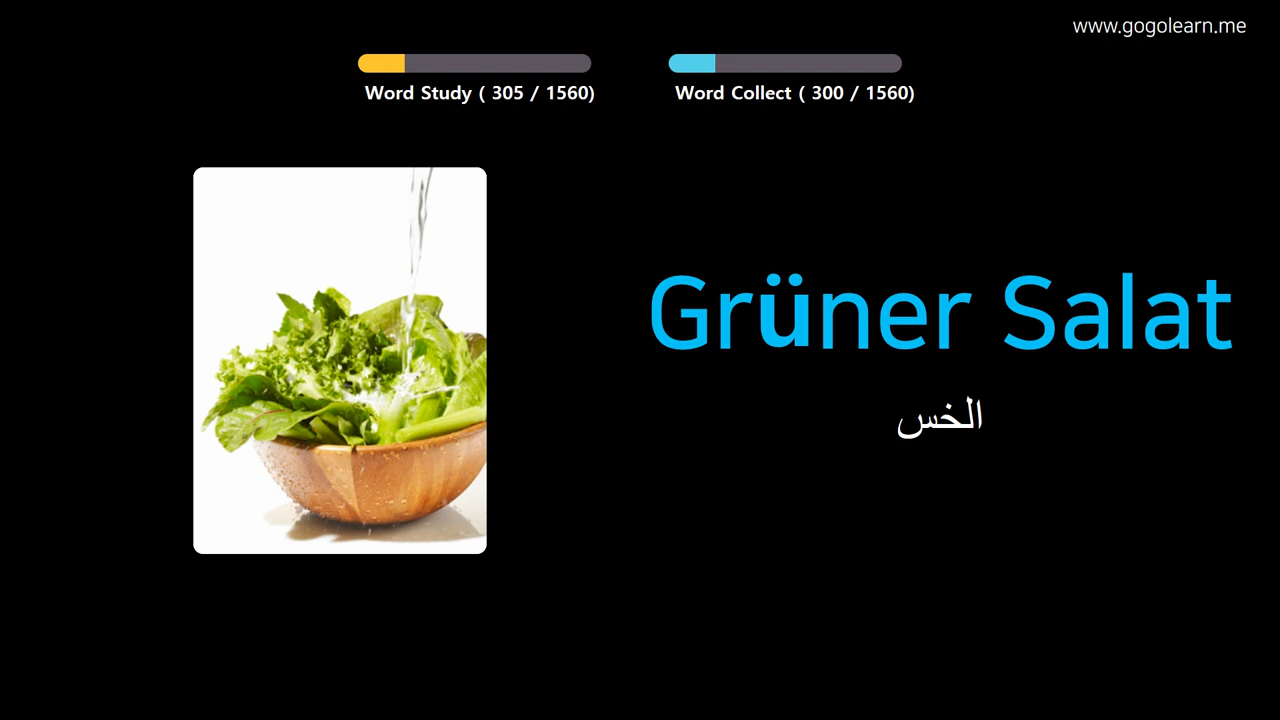 www.gogolearn.me
Word Study ( 305 / 1560)
Word Collect ( 300 / 1560)
Grüner Salat
الخس